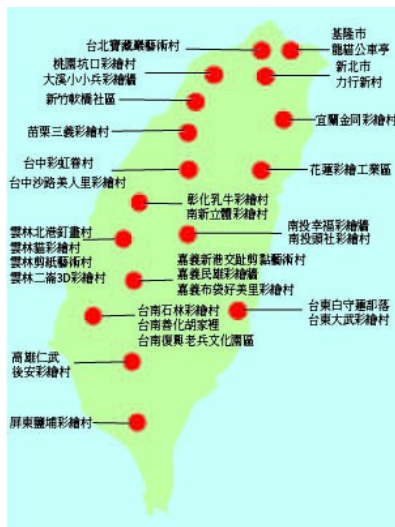 基隆市
龍貓公車亭
台北寶藏巖藝術村
新北市
力行新村
桃園坑口彩繪村
大溪小小兵彩繪牆
新竹軟橋社區
宜蘭金同彩繪村
苗栗三義彩繪村
台中彩虹眷村
台中沙路美人里彩繪村
花蓮彩繪工業區
彰化乳牛彩繪村
南新立體彩繪村
雲林北港釘畫村
雲林貓彩繪村
雲林剪紙藝術村
雲林二崙3D彩繪村
南投幸福彩繪牆
南投頭社彩繪村
嘉義新港交趾剪黏藝術村
嘉義民雄彩繪牆
嘉義布袋好美里彩繪村
台南石林彩繪村
台南善化胡家裡
台南復興老兵文化園區
台東白守蓮部落
台東大武彩繪村
高雄仁武
後安彩繪村
屏東鹽埔彩繪村